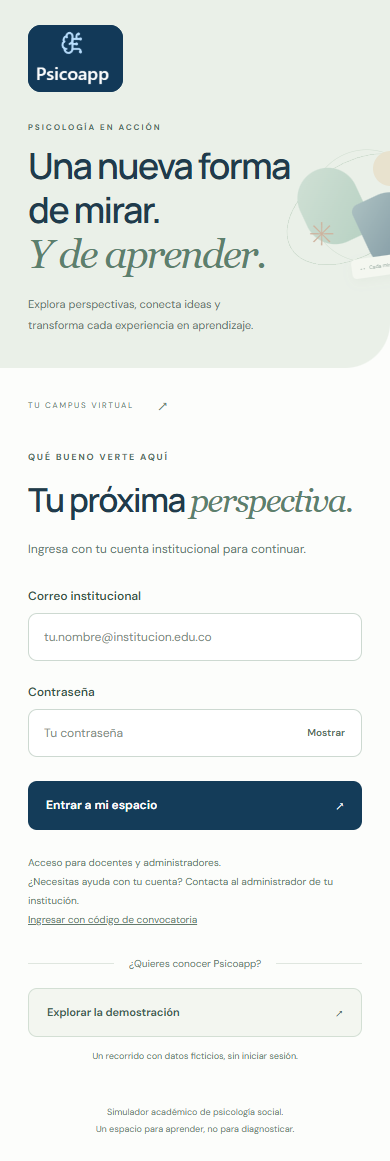 Psicoapp
PSICOLOGÍA EN ACCIÓN
Una nueva forma
de mirar.
Y de aprender.
Explora perspectivas, conecta ideas y
transforma cada experiencia en aprendizaje.
TU CAMPUS VIRTUAL ↗
QUÉ BUENO VERTE AQUÍ
Tu próxima perspectiva.
Ingresa con tu cuenta institucional para continuar.
Correo institucional
tu.nombre@institucion.edu.co
Contraseña
Tu contraseña Mostrar
Entrar a mi espacio ↗
Acceso para docentes y administradores.
¿Necesitas ayuda con tu cuenta? Contacta al administrador de tu
institución.
Ingresar con código de convocatoria
¿Quieres conocer Psicoapp?
Explorar la demostración ↗
Un recorrido con datos ficticios, sin iniciar sesión.
Simulador académico de psicología social.
Un espacio para aprender, no para diagnosticar.